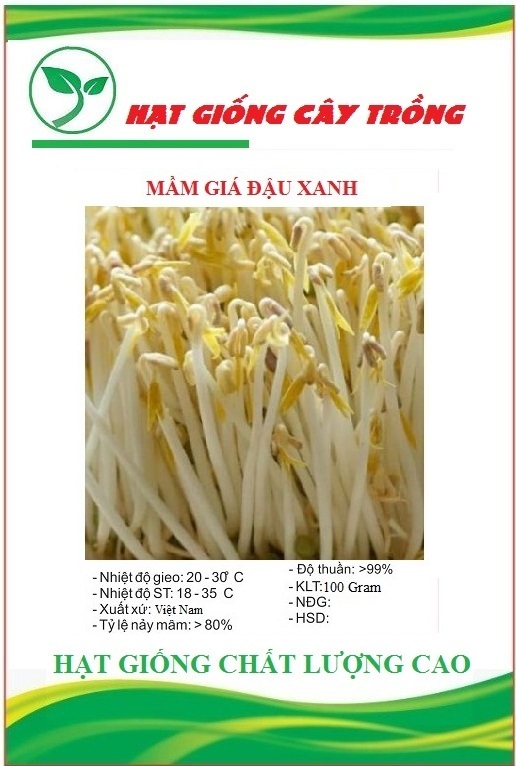 HẠT GIỐNG CÂY TRỒNG
MẦM GIÁ ĐẬU XANH
- Nhiệt độ gieo: 20 - 30° C
- Nhiệt độ ST: 18 - 35 C
- Xuất xứ: Việt Nam
- Tỷ lệ nảy mâm: > 80%
- Độ thuần: >99%
- KLT:100 Gram
- NĐG:
- HSD:
HẠT GIỐNG CHẤT LƯỢNG CAO